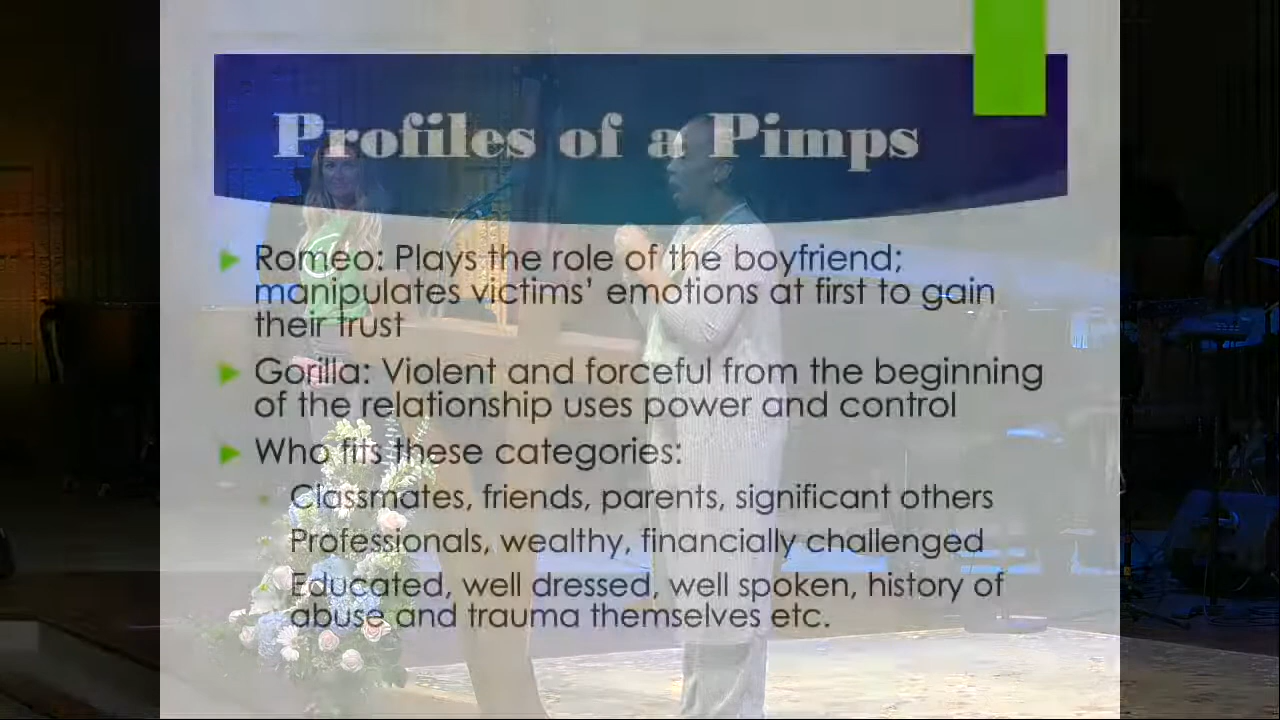 Profiles of a Pimps
Romeo: Plays the role of the boyfriend;
manipulates victims’ emotions at first to gain
their trust
Gorilla: Violent and forceful from the beginning
of the relationship uses power and control
Who fits these categories:
Classmates, friends, parents, significant others
Professionals, wealthy, financially challenged
Educated, well dressed, well spoken, history of
abuse and trauma themselves etc.